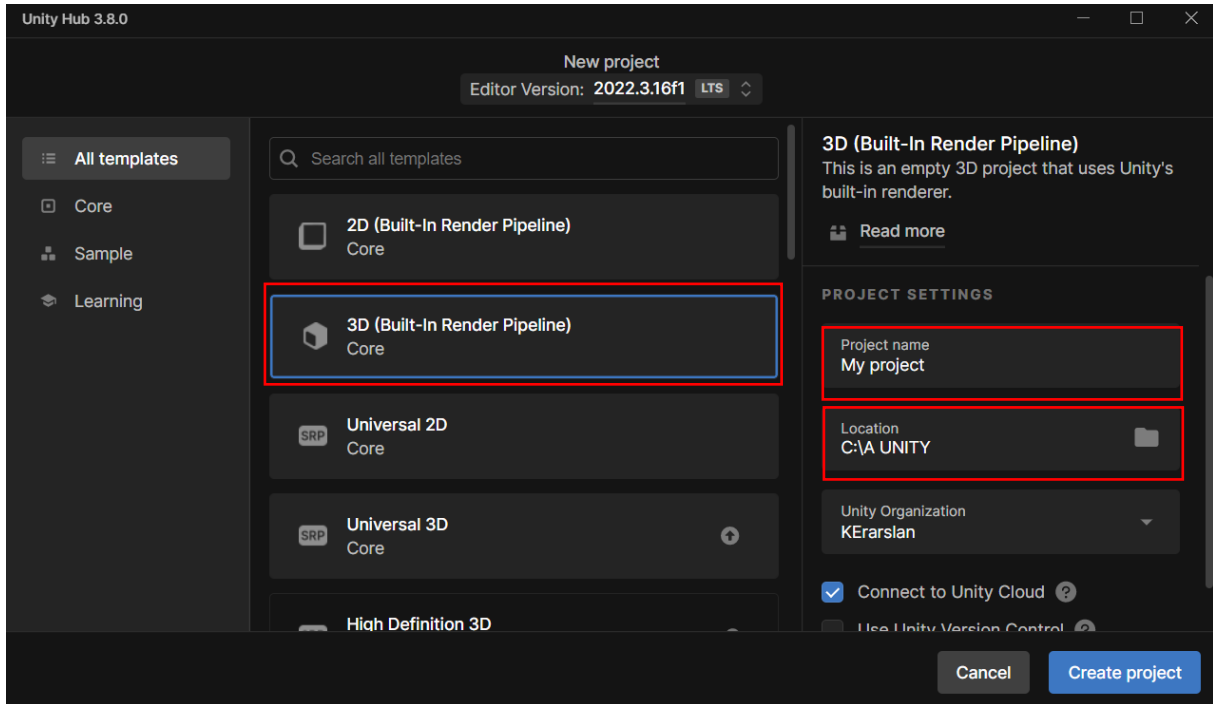 Unity Hub 3.8.0
New project
Editor Version: 2022.3.16f1 LTS
All templates
Core
Sample
Learning
Search all templates
2D (Built-In Render Pipeline)
Core
3D (Built-In Render Pipeline)
Core
SRP
Universal 2D
Core
SRP
Universal 3D
Core
High Definition 3D
3D (Built-In Render Pipeline)
This is an empty 3D project that uses Unity's
built-in renderer.
Read more
PROJECT SETTINGS
Project name
My project
Location
C:\A UNITY
Unity Organization
KErarslan
Connect to Unity Cloud ?
Use Unity Version Control ?
Cancel
Create project